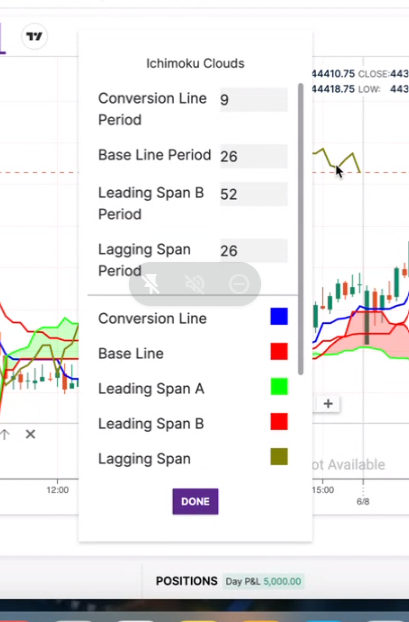 Ichimoku Clouds
44410.75 CLOSE:443
44418.75 LOW: 443
Conversion Line Period 9
Base Line Period 26
Leading Span B Period 52
Lagging Span Period 26
Conversion Line
Base Line
Leading Span A
Leading Span B
Lagging Span
ot Available
12:00
15:00
6/8
DONE
POSITIONS Day P&L 5,000.00